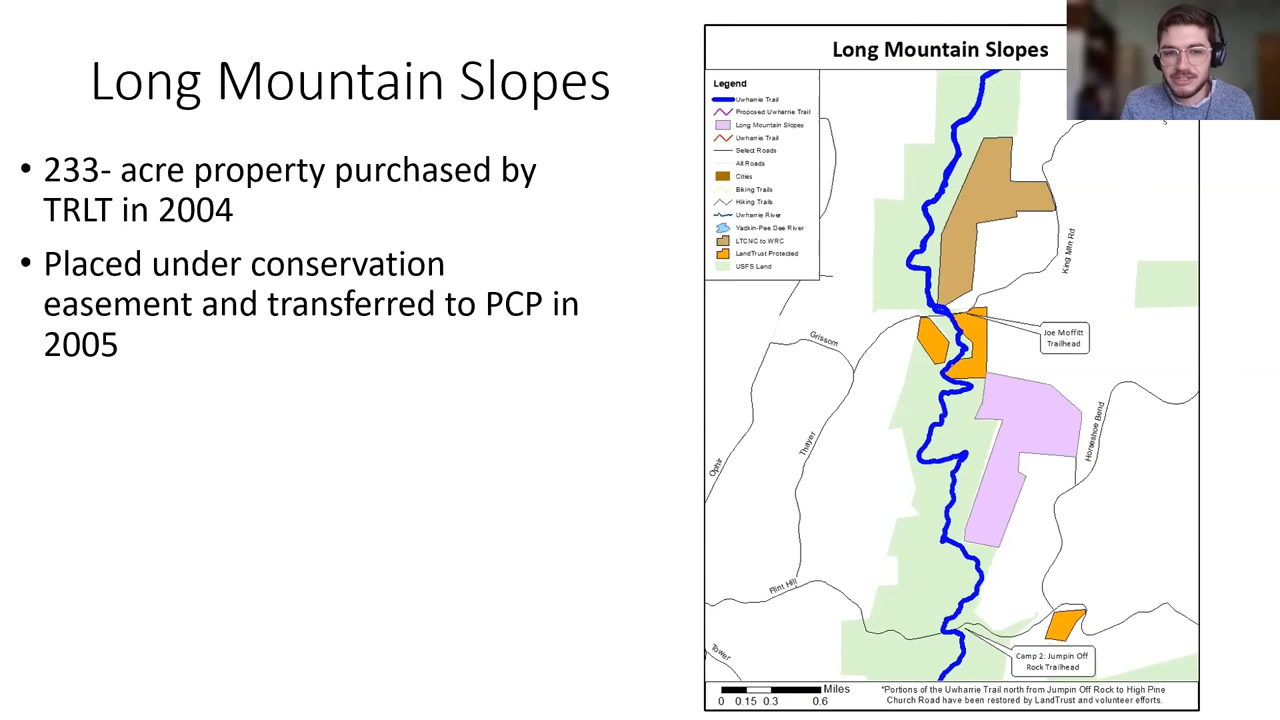 Long Mountain Slopes
• 233- acre property purchased by
TRLT in 2004
• Placed under conservation
easement and transferred to PCP in
2005
Long Mountain Slopes
Legend
Uwharrie Trail
Proposed Uwharrie Trail
Long Mountain Slopes
Uwharrie Trail
Select Roads
All Roads
Cities
Biking Trails
Hiking Trails
Uwharrie River
Yadkin-Pee Dee River
LTCNC to WRC
LandTrust Protected
USFS Land
King Mtn Rd
Joe Moffitt
Trailhead
Grissom
Thayer
Ophir
Horseshoe Bend
Flint Hill
Tower
Camp 2: Jumpin Off
Rock Trailhead
Miles
0 0.15 0.3 0.6
*Portions of the Uwharrie Trail north from Jumpin Off Rock to High Pine
Church Road have been restored by LandTrust and volunteer efforts.